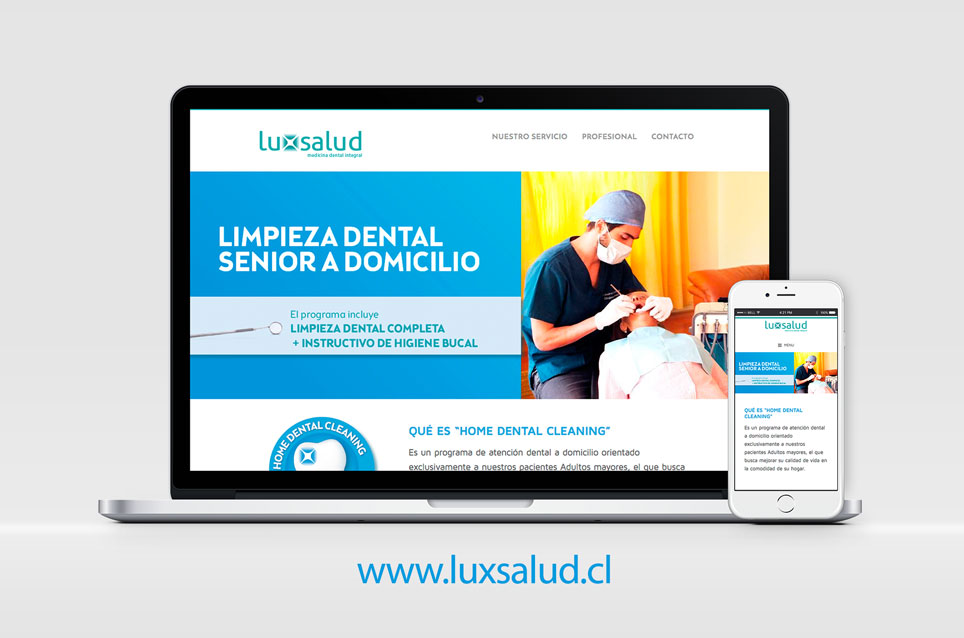 luxsalud
medicina dental integral
NUESTRO SERVICIO PROFESIONAL CONTACTO
LIMPIEZA DENTAL
SENIOR A DOMICILIO
El programa incluye
LIMPIEZA DENTAL COMPLETA
+ INSTRUCTIVO DE HIGIENE BUCAL
HOME DENTAL CLEANING
QUÉ ES "HOME DENTAL CLEANING"
Es un programa de atención dental a domicilio orientado
exclusivamente a nuestros pacientes Adultos mayores, el que busca
4:21 PM
luxsalud
MENU
LIMPIEZA DENTAL
SENIOR A DOMICILIO
QUÉ ES "HOME DENTAL
CLEANING"
Es un programa de atención dental
a domicilio orientado
exclusivamente a nuestros
pacientes Adultos mayores, el que
busca mejorar su calidad de vida en
la comodidad de su hogar.
www.luxsalud.cl